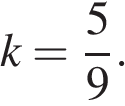 k = 5/9.